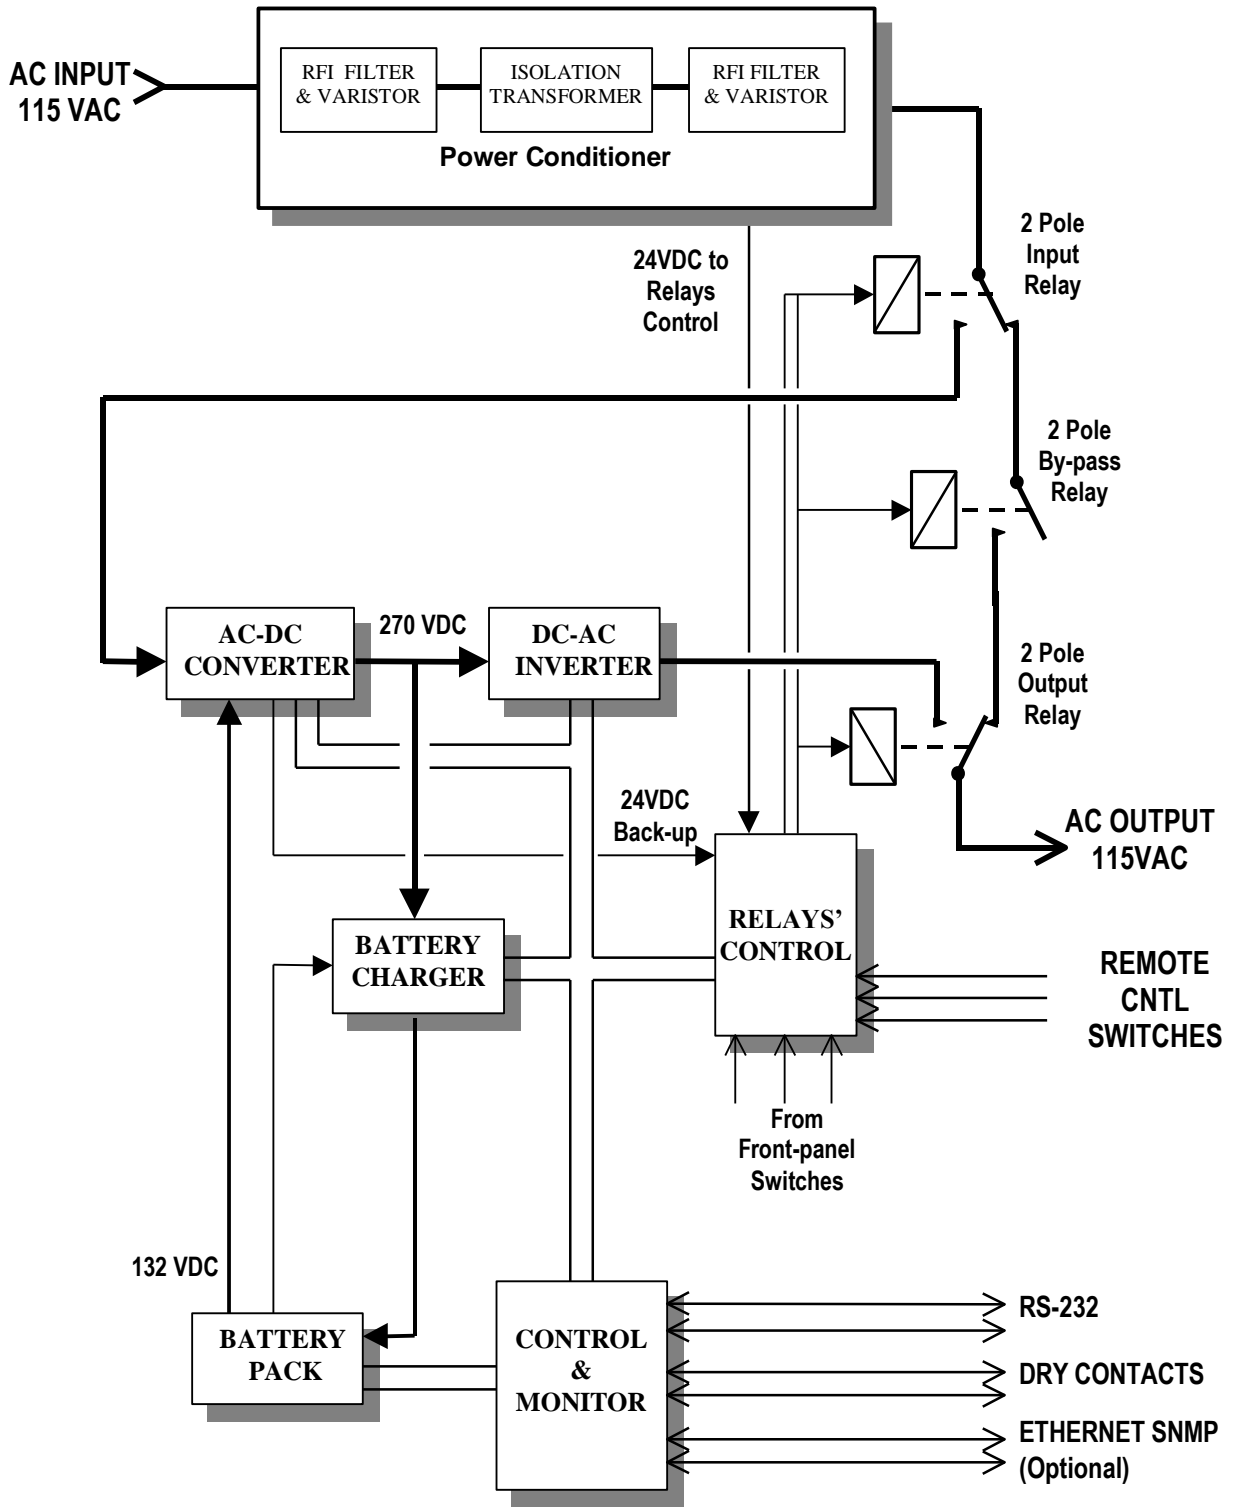 AC INPUT
115 VAC
RFI FILTER
& VARISTOR
ISOLATION
TRANSFORMER
RFI FILTER
& VARISTOR
Power Conditioner
2 Pole
Input
Relay
24VDC to
Relays
Control
2 Pole
By-pass
Relay
AC-DC
CONVERTER
270 VDC
DC-AC
INVERTER
2 Pole
Output
Relay
24VDC
Back-up
AC OUTPUT
115VAC
BATTERY
CHARGER
RELAYS’
CONTROL
REMOTE
CNTL
SWITCHES
From
Front-panel
Switches
132 VDC
BATTERY
PACK
CONTROL
&
MONITOR
RS-232
DRY CONTACTS
ETHERNET SNMP
(Optional)